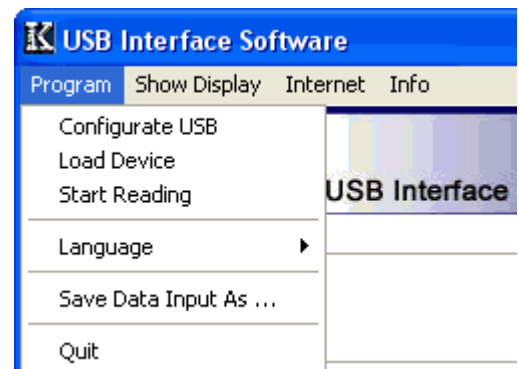 K USB Interface Software
Program Show Display Internet Info
Configurate USB
Load Device
Start Reading
USB Interface
Language
Save Data Input As ...
Quit